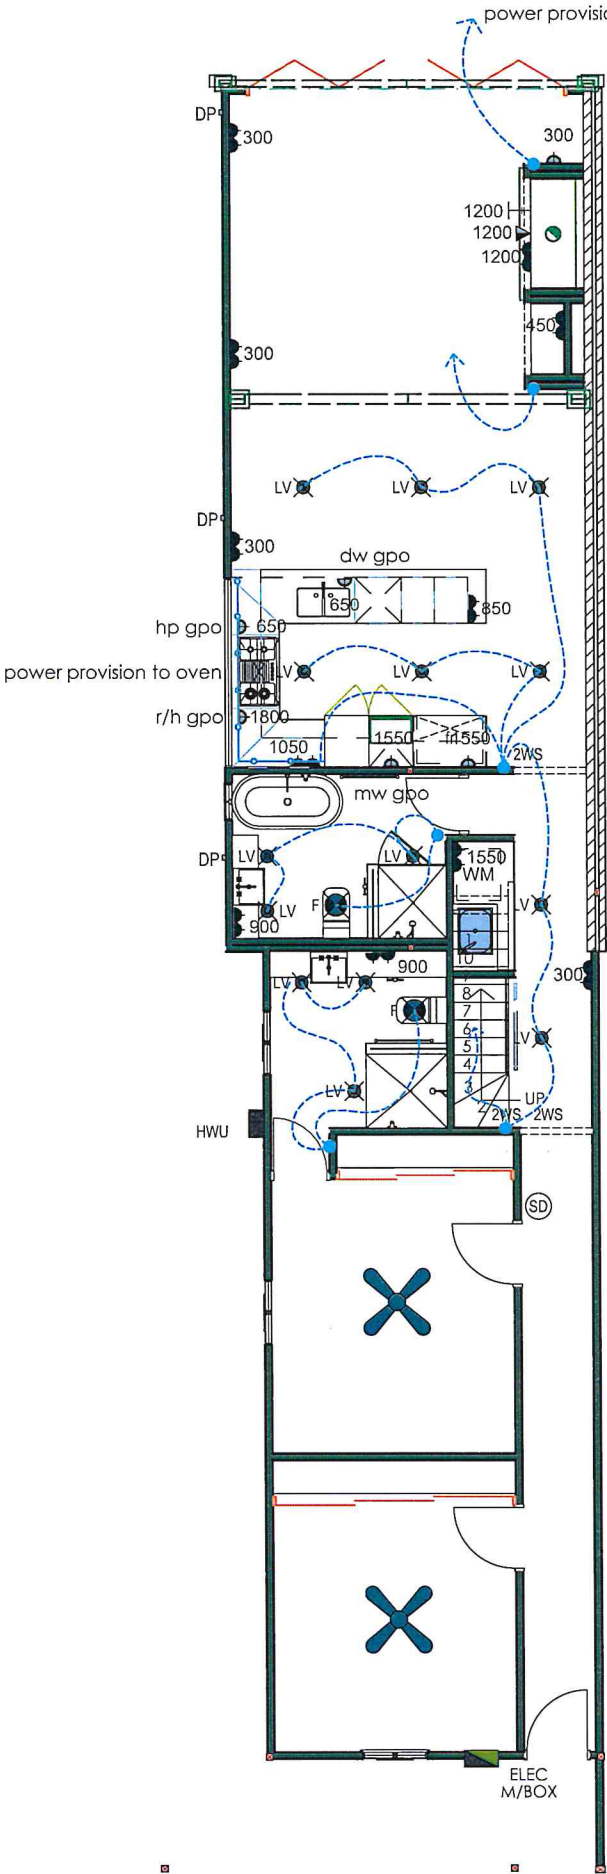 power provisio
DP
300
300
1200
1200
1200
450
300
LV LV LV
DP
300
dw gpo
650
850
hp gpo 650
LV LV LV
power provision to oven
r/h gpo 1800
1050
1550
1550
2WS
mw gpo
DP
LV
LV
1550
WM
F
LV
900
LV
900
LV
LV
300
F
8
7
6
5
4
3
2
LV
LV
UP
2WS 2WS
HWU
SD
ELEC
M/BOX